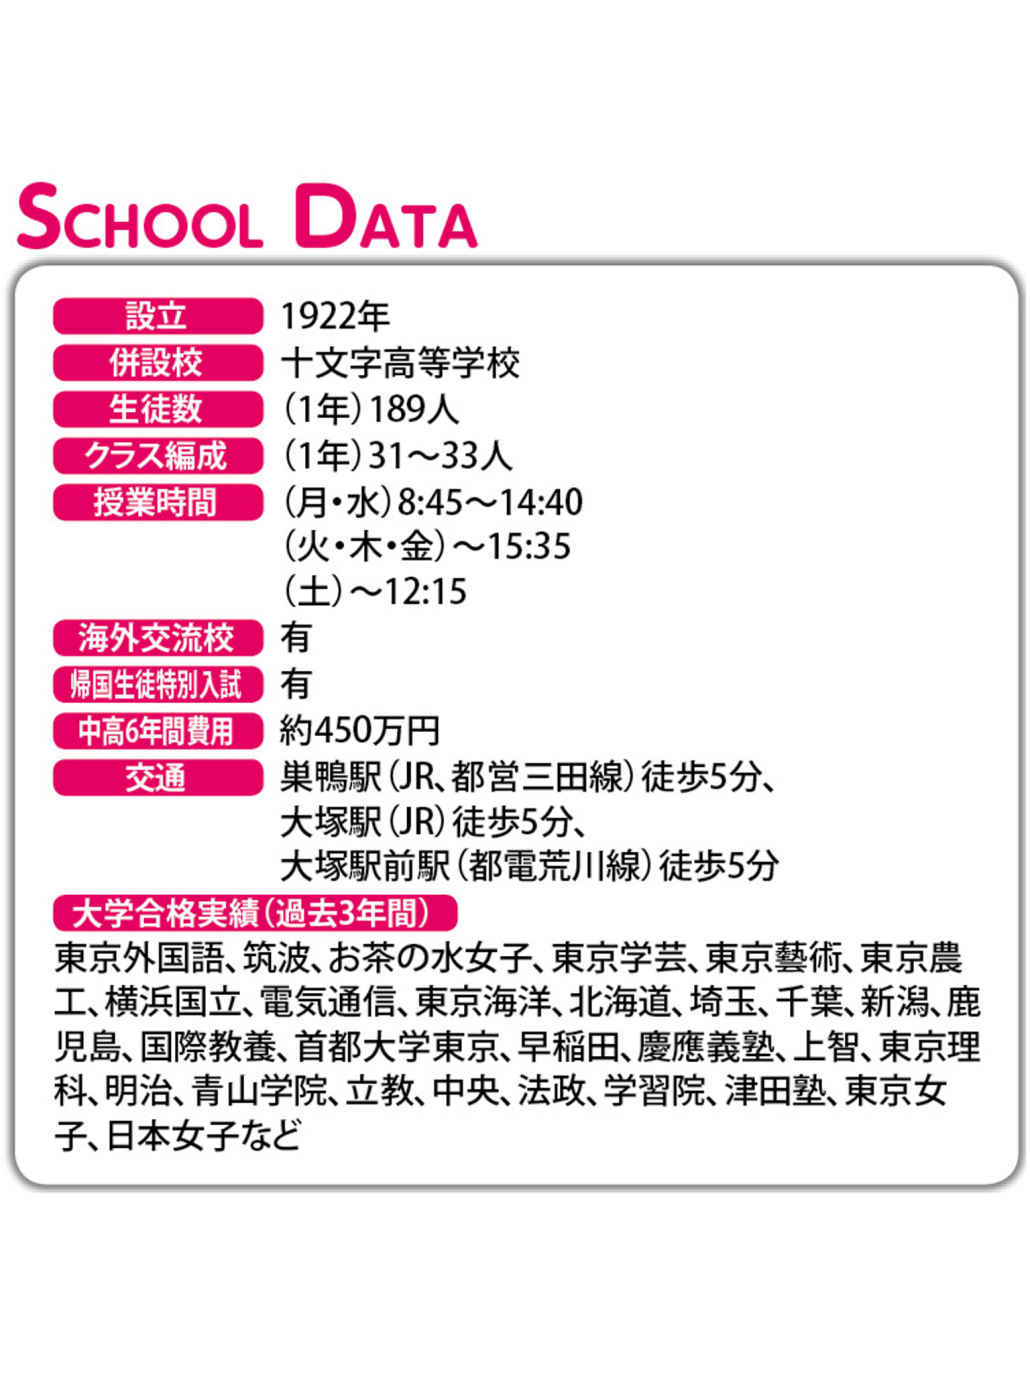 SCHOOL DATA
設立 1922年
併設校 十文字高等学校
生徒数 (1年)189人
クラス編成 (1年)31〜33人
授業時間 (月・水)8:45〜14:40
(火・木・金)〜15:35
(土)〜12:15
海外交流校 有
帰国生徒特別入試 有
中高6年間費用 約450万円
交通 巣鴨駅(JR、都営三田線)徒歩5分、
大塚駅(JR)徒歩5分、
大塚駅前駅(都電荒川線)徒歩5分
大学合格実績(過去3年間)
東京外国語、筑波、お茶の水女子、東京学芸、東京藝術、東京農
工、横浜国立、電気通信、東京海洋、北海道、埼玉、千葉、新潟、鹿
児島、国際教養、首都大学東京、早稲田、慶應義塾、上智、東京理
科、明治、青山学院、立教、中央、法政、学習院、津田塾、東京女
子、日本女子など